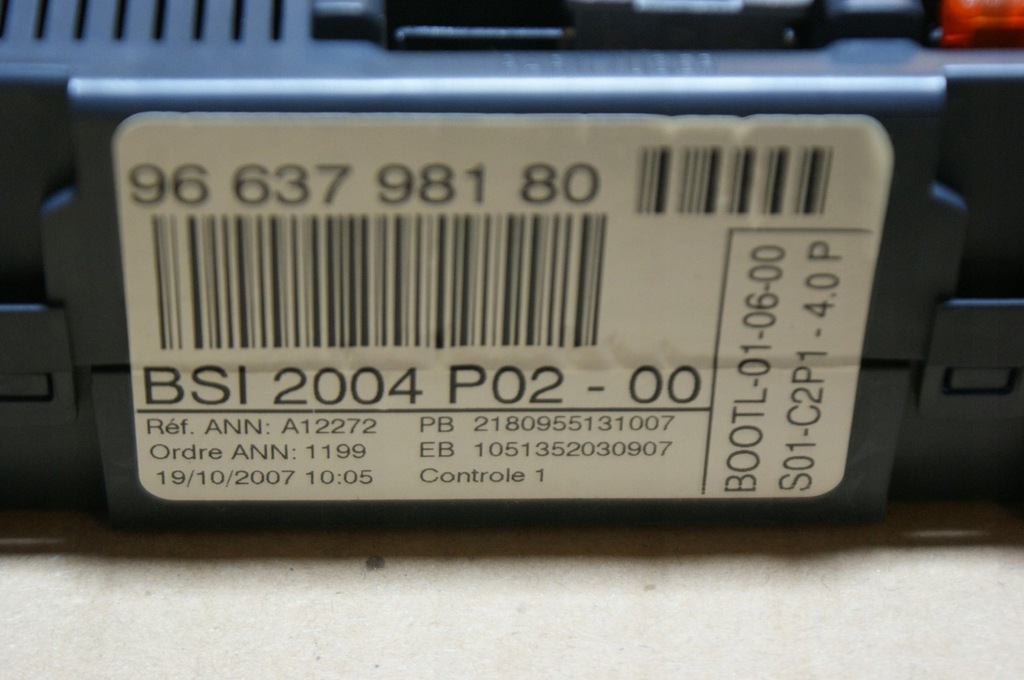 96 637 981 80
BSI 2004 P02 - 00
Réf. ANN: A12272
Ordre ANN: 1199
19/10/2007 10:05
PB 2180955131007
EB 1051352030907
Controle 1
BOOTL-01-06-00
S01-C2P1 - 4.0 P